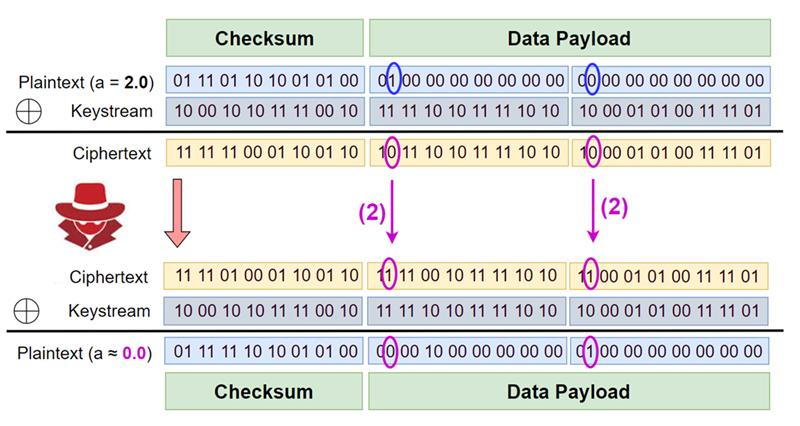 Checksum Data Payload
Plaintext (a = 2.0) 01 11 01 10 10 01 01 00 01 00 00 00 00 00 00 00 00 00 00 00 00 00 00 00
Keystream 10 00 10 10 11 11 00 10 11 11 10 10 11 11 10 10 10 00 01 01 00 11 11 01
Ciphertext 11 11 11 00 01 10 01 10 10 11 10 10 11 11 10 10 10 00 01 01 00 11 11 01
(2) (2)
Ciphertext 11 11 01 00 01 10 01 10 11 11 00 10 11 11 10 10 11 00 01 01 00 11 11 01
Keystream 10 00 10 10 11 11 00 10 11 11 10 10 11 11 10 10 10 00 01 01 00 11 11 01
Plaintext (a ≈ 0.0) 01 11 11 10 10 01 01 00 00 00 10 00 00 00 00 00 01 00 00 00 00 00 00 00
Checksum Data Payload